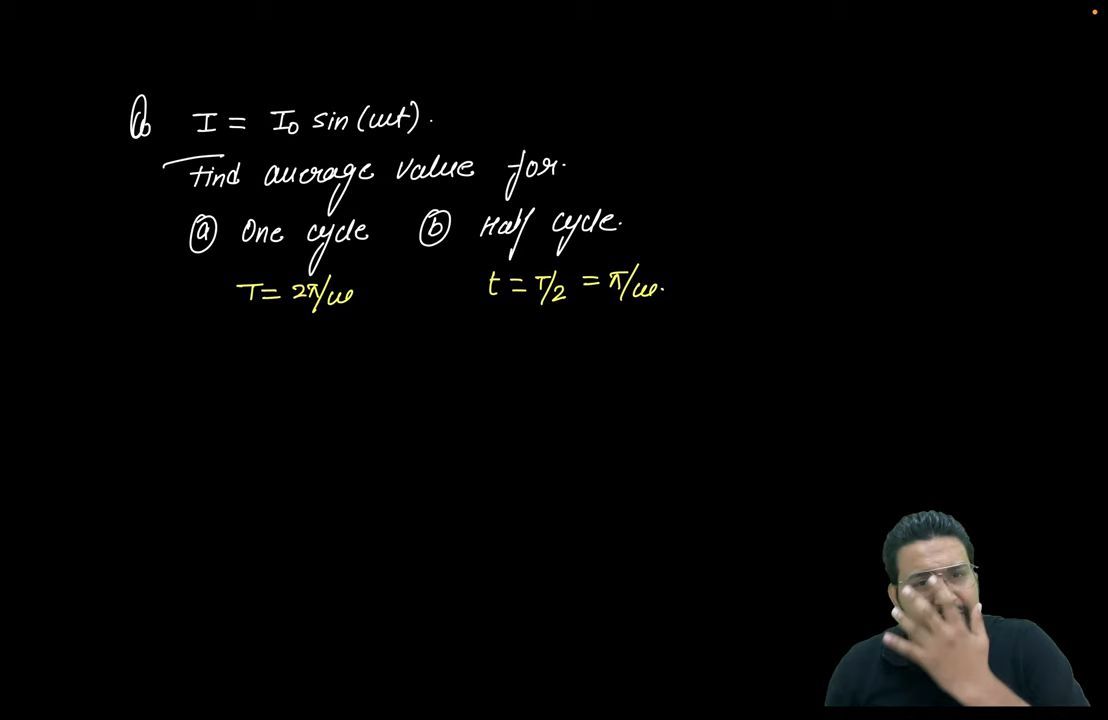 Q I = I₀ sin(ωt).
Find average value for.
ⓐ One cycle ⓑ Half cycle.
T = 2π/ω t = T/2 = π/ω.